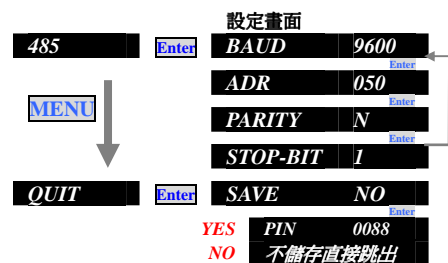 設定畫面
485 Enter BAUD 9600
Enter
ADR 050
Enter
MENU
PARITY N
Enter
STOP-BIT 1
QUIT Enter SAVE NO
Enter
YES PIN 0088
NO 不儲存直接跳出